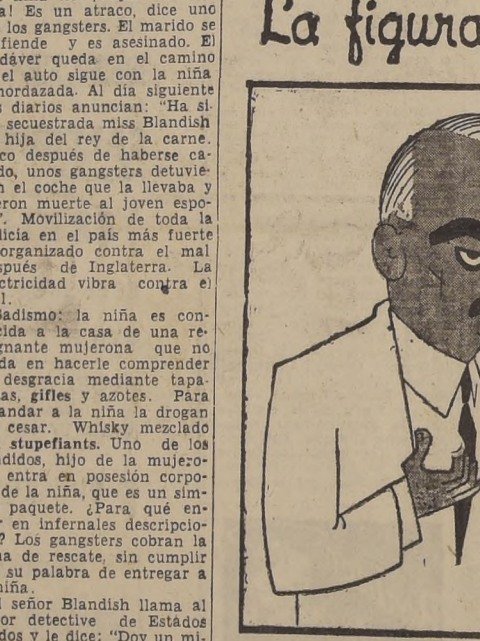 a! Es un atraco, dice uno
los gangsters. El marido se
fiende y es asesinado. El
dáver queda en el camino
el auto sigue con la niña
mordazada. Al día siguiente
s diarios anuncian: "Ha si-
secuestrada miss Blandish
hija del rey de la carne.
co después de haberse ca-
do, unos gangsters detuvie-
n el coche que la llevaba y
eron muerte al joven espo-
". Movilización de toda la
licía en el país más fuerte
organizado contra el mal
spués de Inglaterra. La
ectricidad vibra contra el
l.
Sadismo: la niña es con-
cida a la casa de una re-
gnante mujerona que no
da en hacerle comprender
desgracia mediante tapa-
as, gifles y azotes. Para
andar a la niña la drogan
cesar. Whisky mezclado
stupefiants. Uno de los
ndidos, hijo de la mujero-
entra en posesión corpo-
de la niña, que es un sim-
paquete. ¿Para qué en-
r en infernales descripcio-
? Los gangsters cobran la
na de rescate, sin cumplir
su palabra de entregar a
niña.
l señor Blandish llama al
or detective de Estados
dos y le dice: "Doy un mi-
La figura